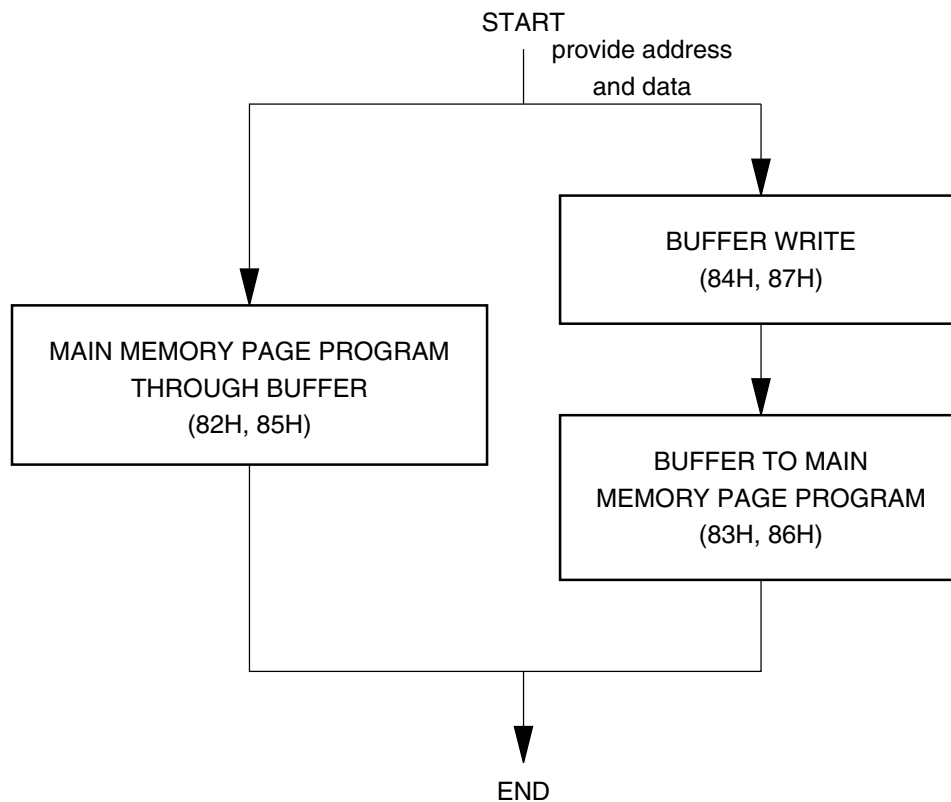 START
provide address
and data
BUFFER WRITE
(84H, 87H)
MAIN MEMORY PAGE PROGRAM
THROUGH BUFFER
(82H, 85H)
BUFFER TO MAIN
MEMORY PAGE PROGRAM
(83H, 86H)
END